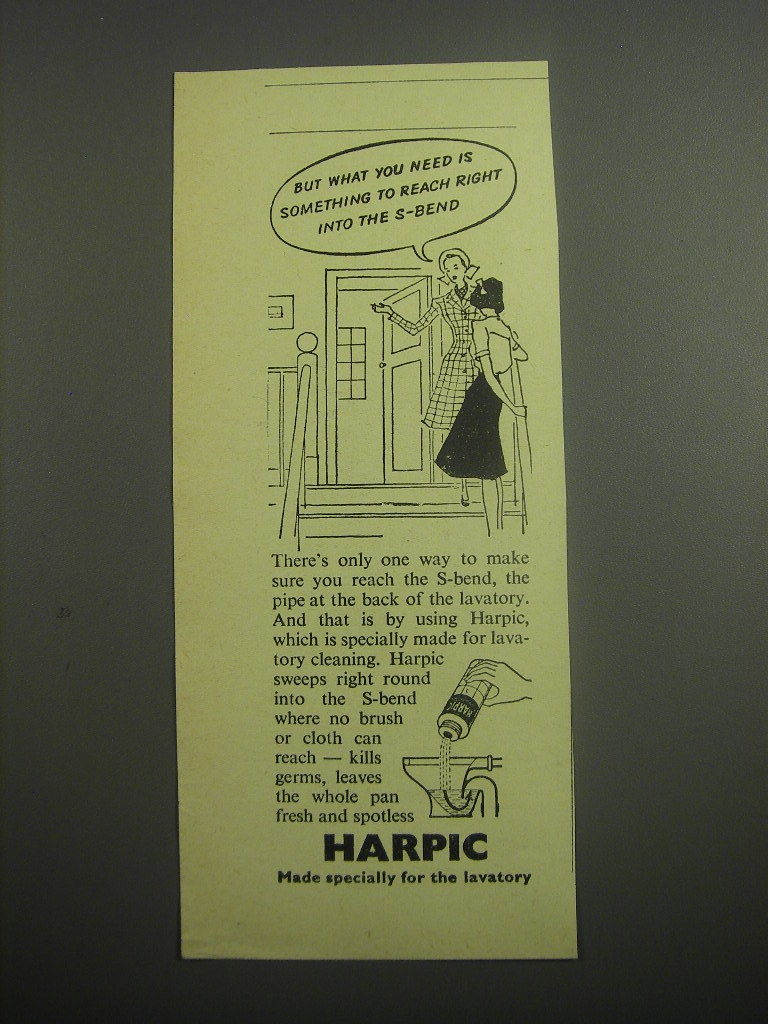 BUT WHAT YOU NEED IS
SOMETHING TO REACH RIGHT
INTO THE S-BEND
There's only one way to make
sure you reach the S-bend, the
pipe at the back of the lavatory.
And that is by using Harpic,
which is specially made for lava-
tory cleaning. Harpic
sweeps right round
into the S-bend
where no brush
or cloth can
reach — kills
germs, leaves
the whole pan
fresh and spotless
HARPIC
HARPIC
Made specially for the lavatory